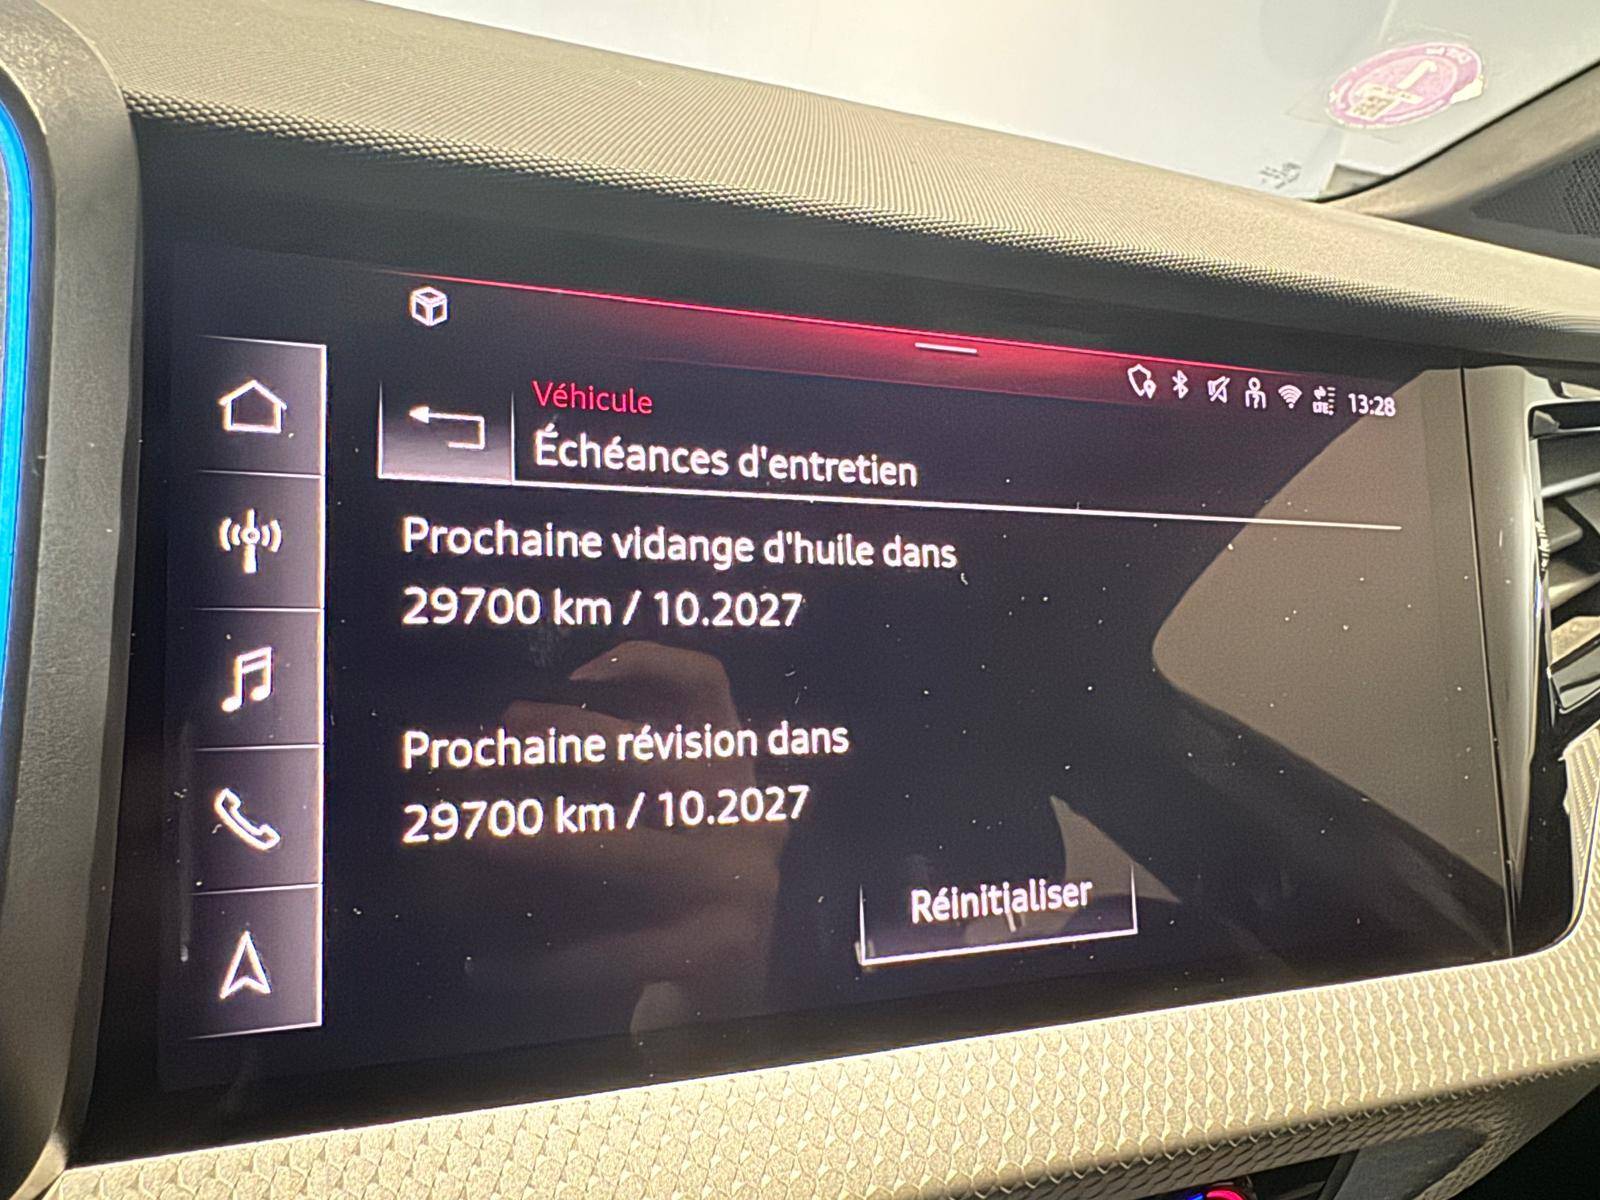 LTE 13:28
Véhicule
Échéances d'entretien
Prochaine vidange d'huile dans
29700 km / 10.2027
Prochaine révision dans
29700 km / 10.2027
Réinitialiser